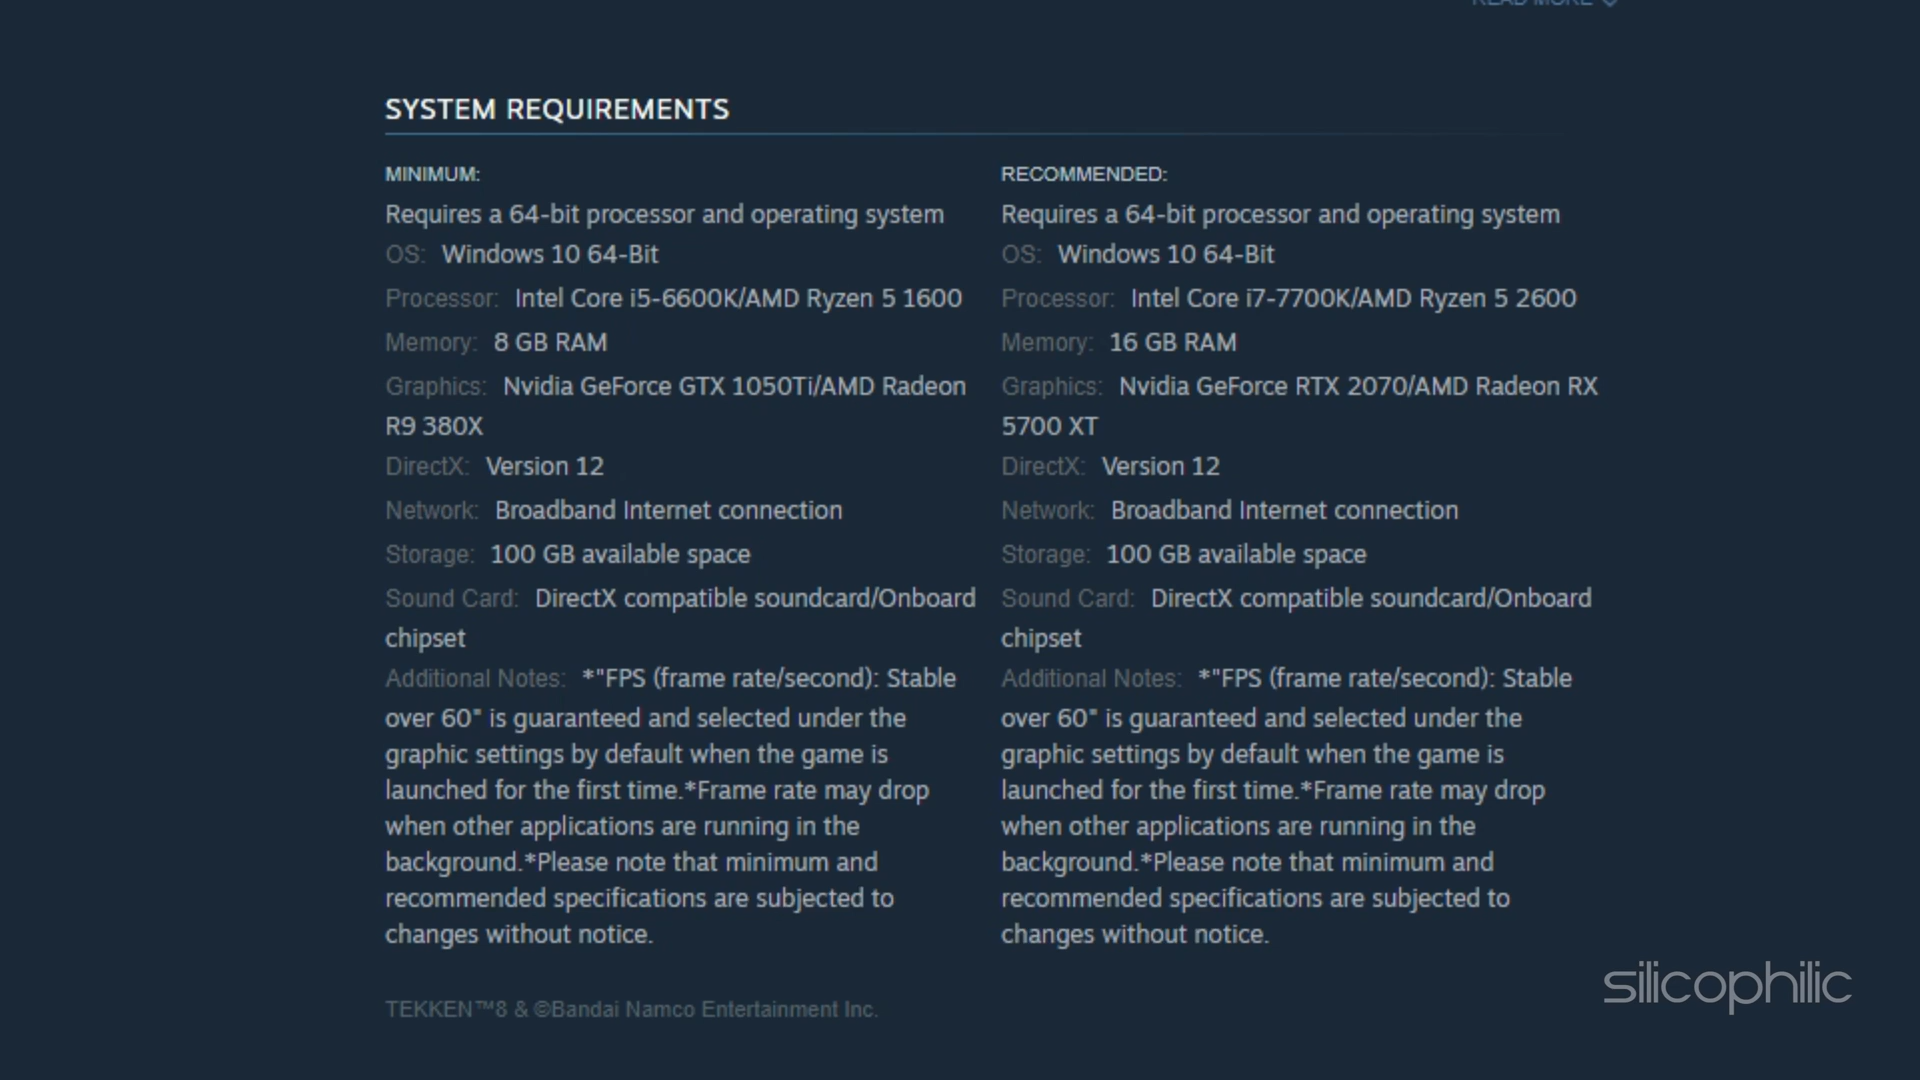 READ MORE
SYSTEM REQUIREMENTS
MINIMUM:
Requires a 64-bit processor and operating system
OS: Windows 10 64-Bit
Processor: Intel Core i5-6600K/AMD Ryzen 5 1600
Memory: 8 GB RAM
Graphics: Nvidia GeForce GTX 1050Ti/AMD Radeon
R9 380X
DirectX: Version 12
Network: Broadband Internet connection
Storage: 100 GB available space
Sound Card: DirectX compatible soundcard/Onboard
chipset
Additional Notes: *"FPS (frame rate/second): Stable
over 60" is guaranteed and selected under the
graphic settings by default when the game is
launched for the first time.*Frame rate may drop
when other applications are running in the
background.*Please note that minimum and
recommended specifications are subjected to
changes without notice.
RECOMMENDED:
Requires a 64-bit processor and operating system
OS: Windows 10 64-Bit
Processor: Intel Core i7-7700K/AMD Ryzen 5 2600
Memory: 16 GB RAM
Graphics: Nvidia GeForce RTX 2070/AMD Radeon RX
5700 XT
DirectX: Version 12
Network: Broadband Internet connection
Storage: 100 GB available space
Sound Card: DirectX compatible soundcard/Onboard
chipset
Additional Notes: *"FPS (frame rate/second): Stable
over 60" is guaranteed and selected under the
graphic settings by default when the game is
launched for the first time.*Frame rate may drop
when other applications are running in the
background.*Please note that minimum and
recommended specifications are subjected to
changes without notice.
TEKKEN™8 & ©Bandai Namco Entertainment Inc.
silicophilic